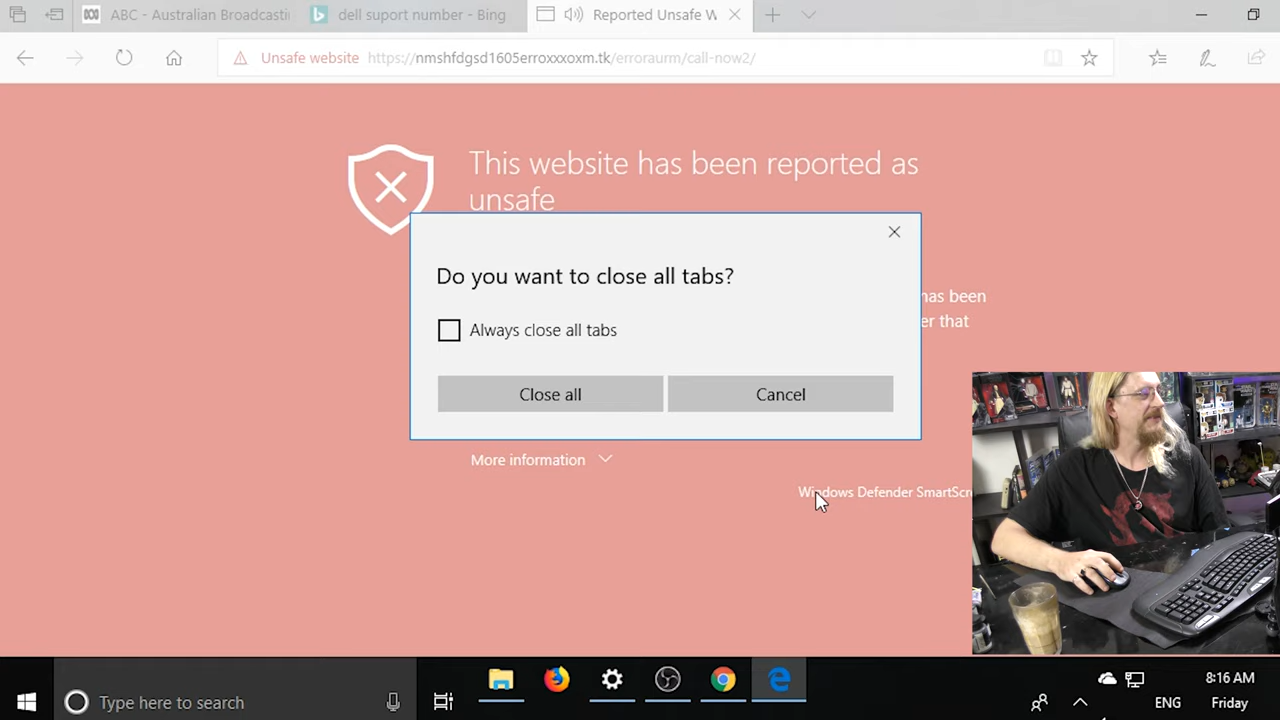 ABC - Australian Broadcasti
dell suport number - Bing
Reported Unsafe W
Unsafe website
https://nmshfdgsd1605erroxxxoxm.tk/erroraurm/call-now2/
This website has been reported as
unsafe
Do you want to close all tabs?
has been
er that
Always close all tabs
Close all
Cancel
More information
Windows Defender SmartScre
Type here to search
8:16 AM
ENG
Friday